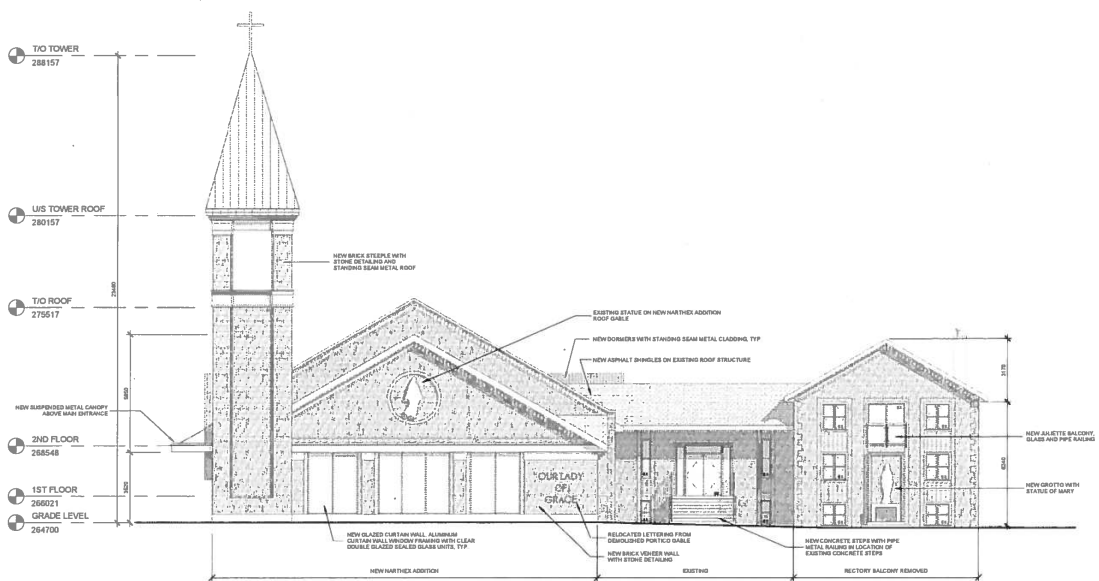 T/O TOWER
288157
U/S TOWER ROOF
280157
NEW BRICK STEEPLE WITH
STONE DETAILING AND
STANDING SEAM METAL ROOF
T/O ROOF
275517
EXISTING STATUE ON NEW NARTHEX ADDITION
ROOF GABLE
NEW DORMERS WITH STANDING SEAM METAL CLADDING, TYP
NEW ASPHALT SHINGLES ON EXISTING ROOF STRUCTURE
NEW SUSPENDED METAL CANOPY
ABOVE MAIN ENTRANCE
2ND FLOOR
268548
NEW JULIETTE BALCONY,
GLASS AND PIPE RAILING
1ST FLOOR
266021
OUR LADY
OF
GRACE
NEW GROTTO WITH
STATUE OF MARY
GRADE LEVEL
264700
NEW GLAZED CURTAIN WALL ALUMINUM
CURTAIN WALL WINDOW FRAMING WITH CLEAR
DOUBLE GLAZED SEALED GLASS UNITS, TYP
RELOCATED LETTERING FROM
DEMOLISHED PORTICO GABLE
NEW BRICK VENEER WALL
WITH STONE DETAILING
NEW CONCRETE STEPS WITH PIPE
METAL RAILING IN LOCATION OF
EXISTING CONCRETE STEPS
NEW NARTHEX ADDITION
EXISTING
RECTORY BALCONY REMOVED